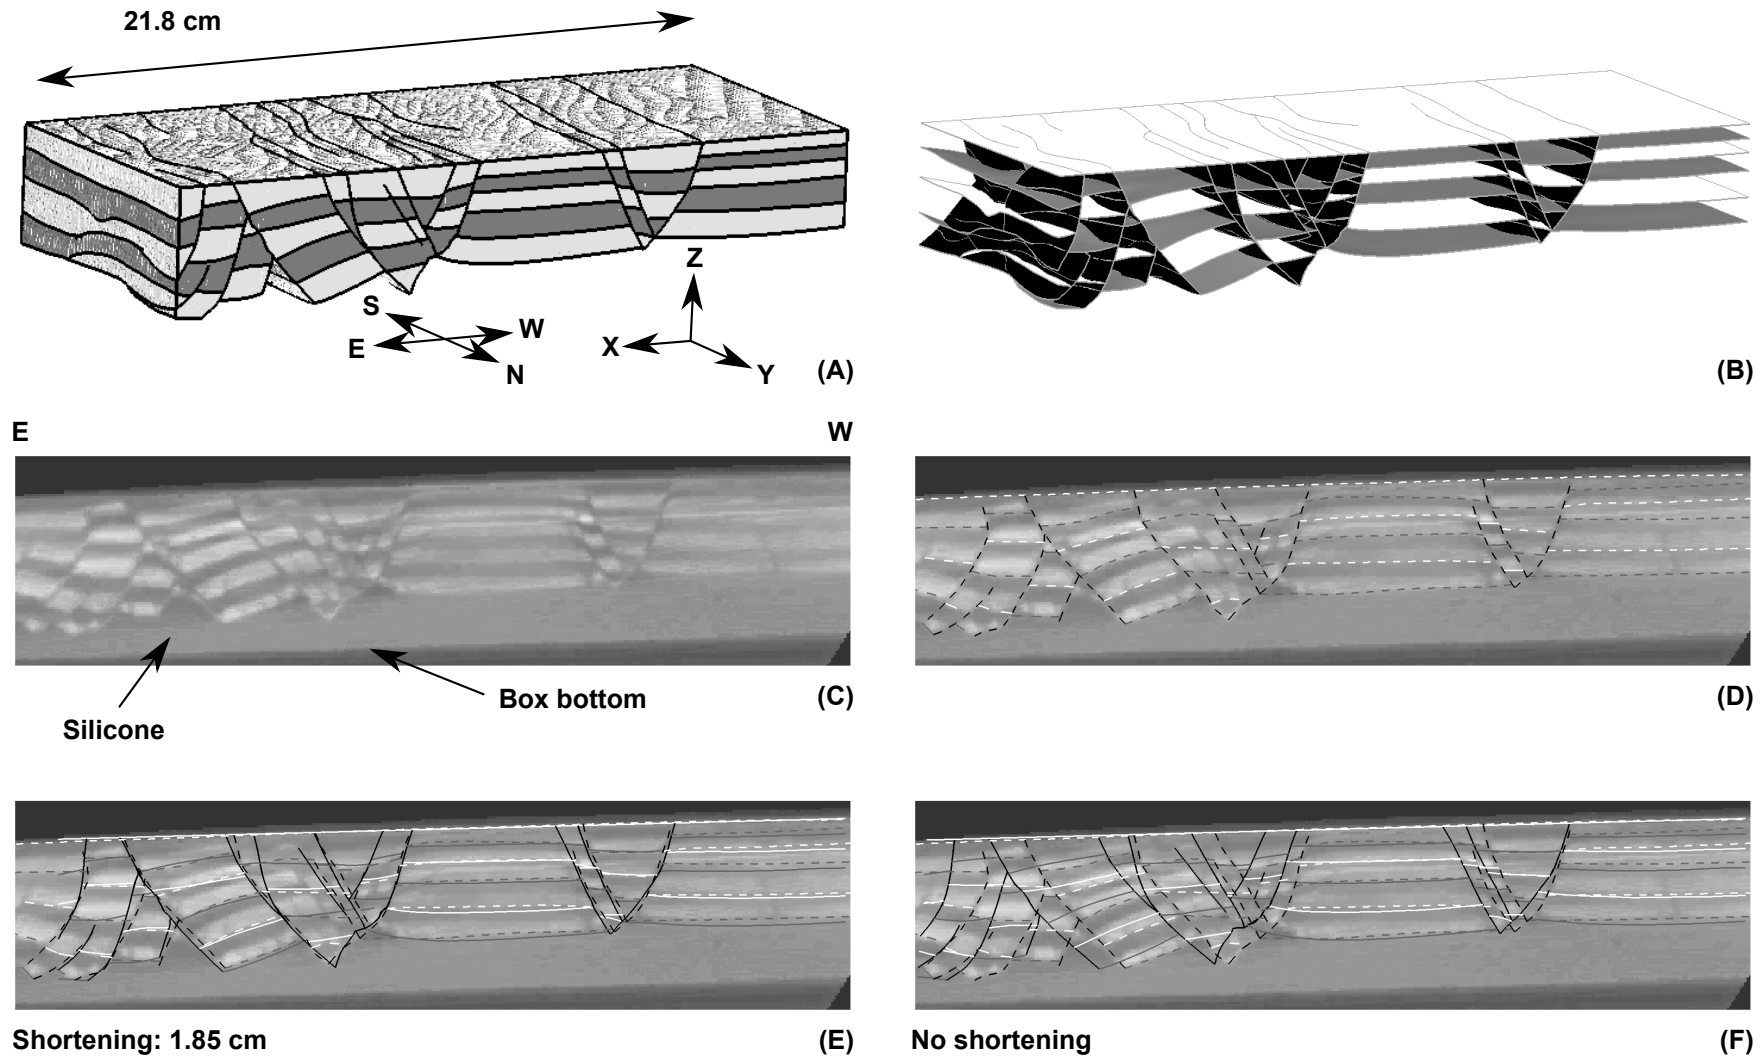 21.8 cm
Z
S
W
E
N
X
Y
(A)
(B)
E
W
Box bottom
Silicone
(C)
(D)
Shortening: 1.85 cm
(E)
No shortening
(F)